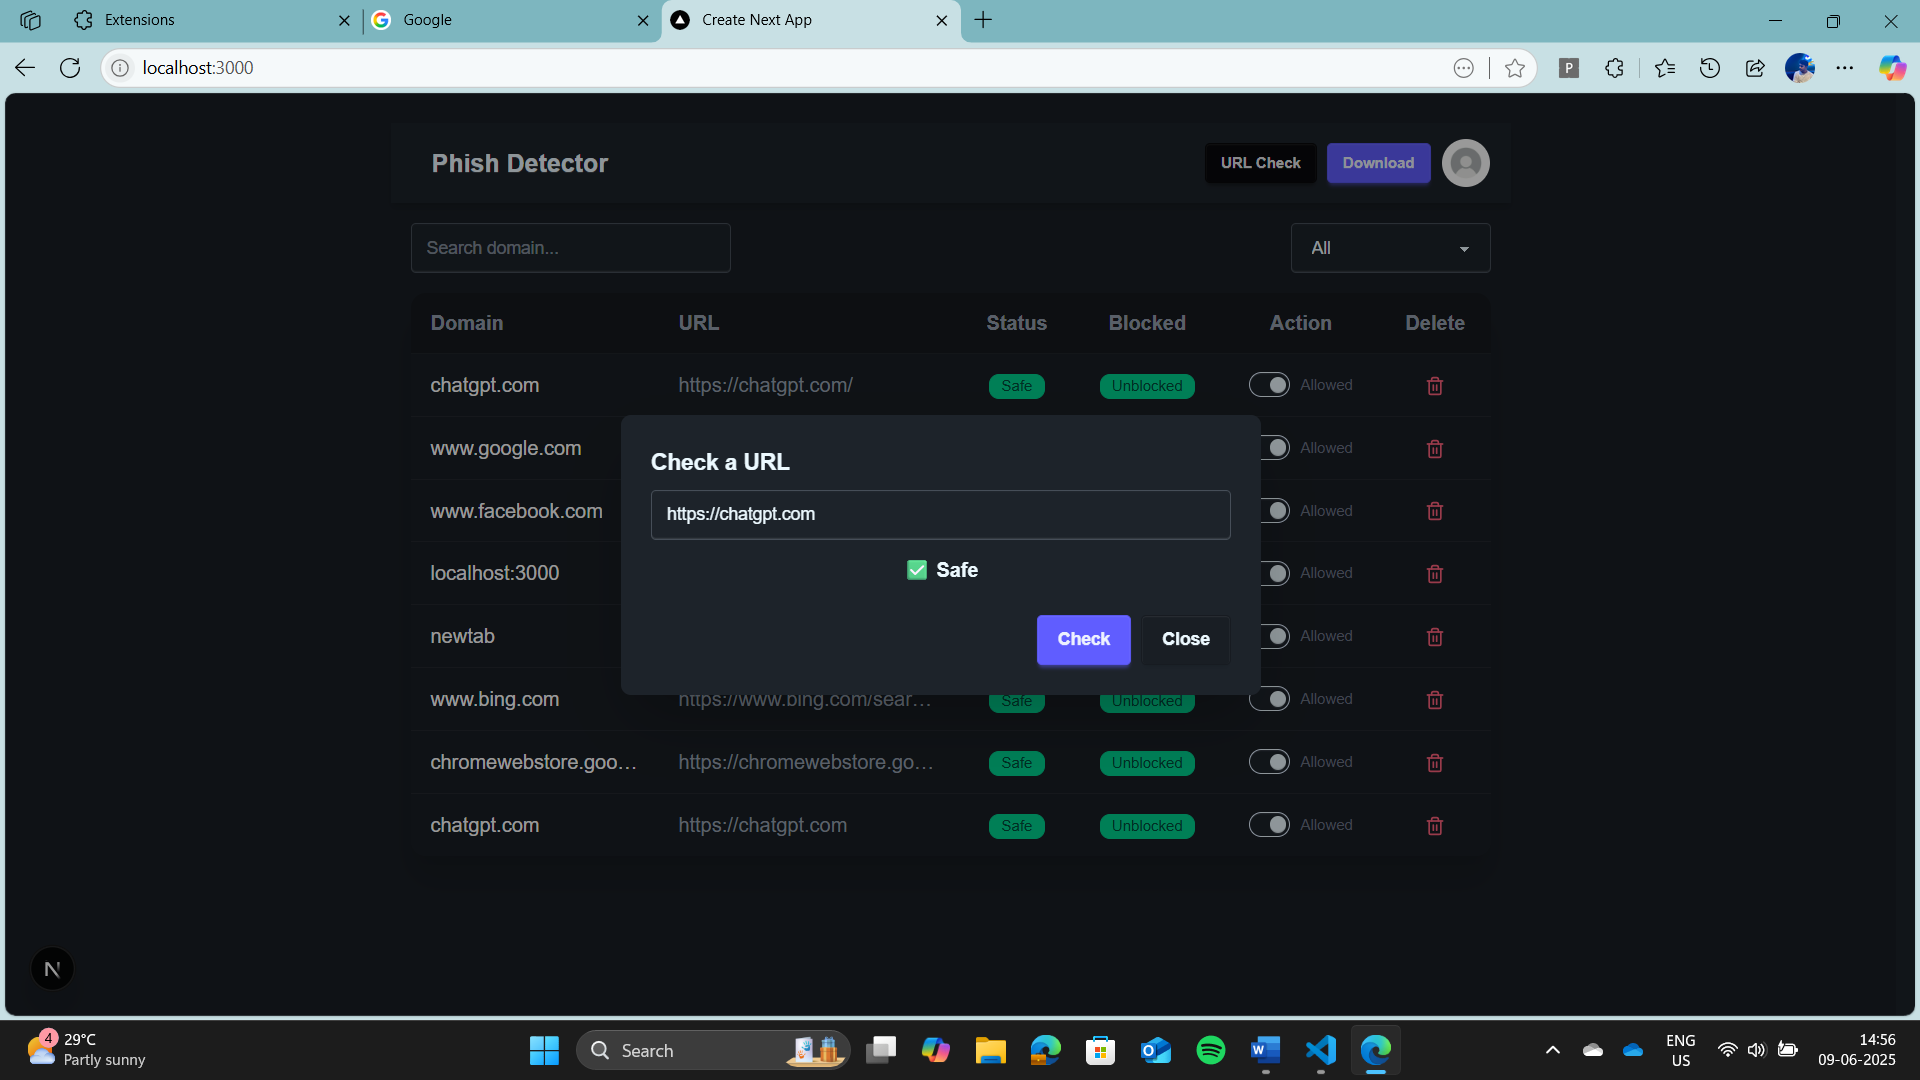 Extensions
Google
Create Next App
localhost:3000
P
Phish Detector
URL Check
Download
Search domain...
All
Domain URL Status Blocked Action Delete
chatgpt.com https://chatgpt.com/ Safe Unblocked Allowed
www.google.com Allowed
www.facebook.com Allowed
localhost:3000 Allowed
newtab Allowed
www.bing.com https://www.bing.com/sear... Safe Unblocked Allowed
chromewebstore.goo... https://chromewebstore.go... Safe Unblocked Allowed
chatgpt.com https://chatgpt.com Safe Unblocked Allowed
Check a URL
https://chatgpt.com
Safe
Check
Close
N
4
29°C
Partly sunny
Search
ENG
US
14:56
09-06-2025